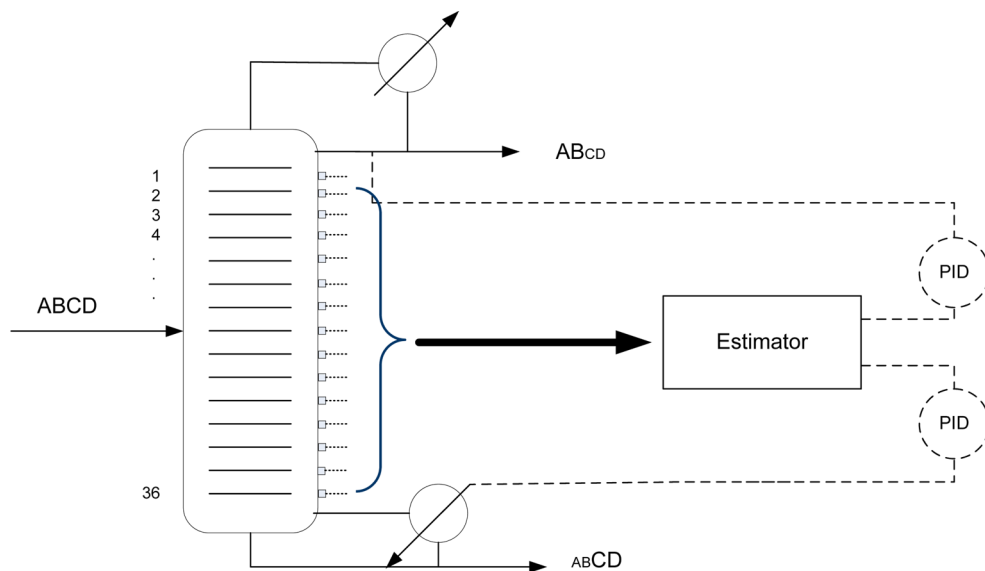 ABCD
1
2
3
4
.
.
.
36
ABCD
Estimator
PID
PID
ABCD